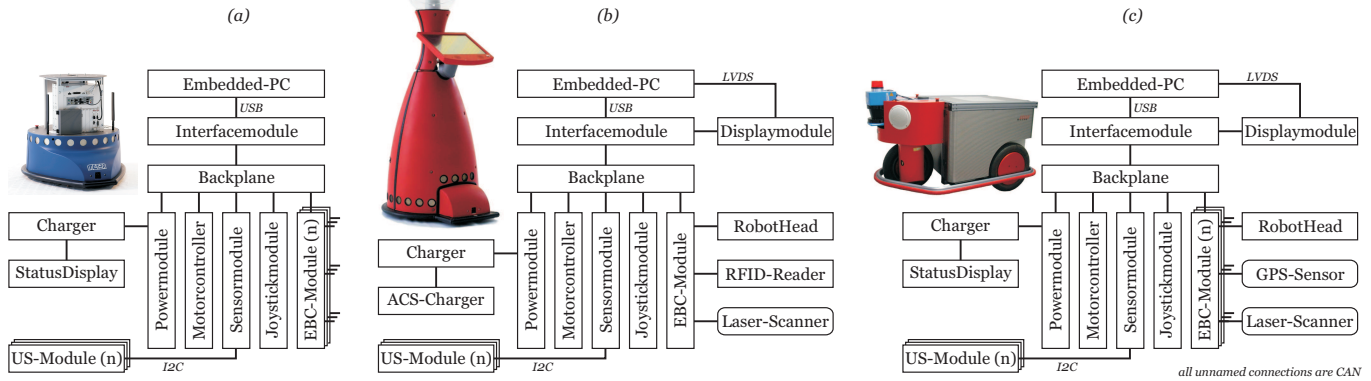 (a)
Embedded-PC
USB
Interfacemodule
Backplane
Charger
StatusDisplay
Powermodule
Motorcontroller
Sensormodule
Joystickmodule
EBC-Module (n)
US-Module (n)
I2C
(b)
Embedded-PC
LVDS
USB
Interfacemodule
Displaymodule
Backplane
Charger
ACS-Charger
Powermodule
Motorcontroller
Sensormodule
Joystickmodule
EBC-Module
RobotHead
RFID-Reader
Laser-Scanner
US-Module (n)
I2C
(c)
Embedded-PC
LVDS
USB
Interfacemodule
Displaymodule
Backplane
Charger
StatusDisplay
Powermodule
Motorcontroller
Sensormodule
Joystickmodule
EBC-Module (n)
RobotHead
GPS-Sensor
Laser-Scanner
US-Module (n)
I2C
all unnamed connections are CAN